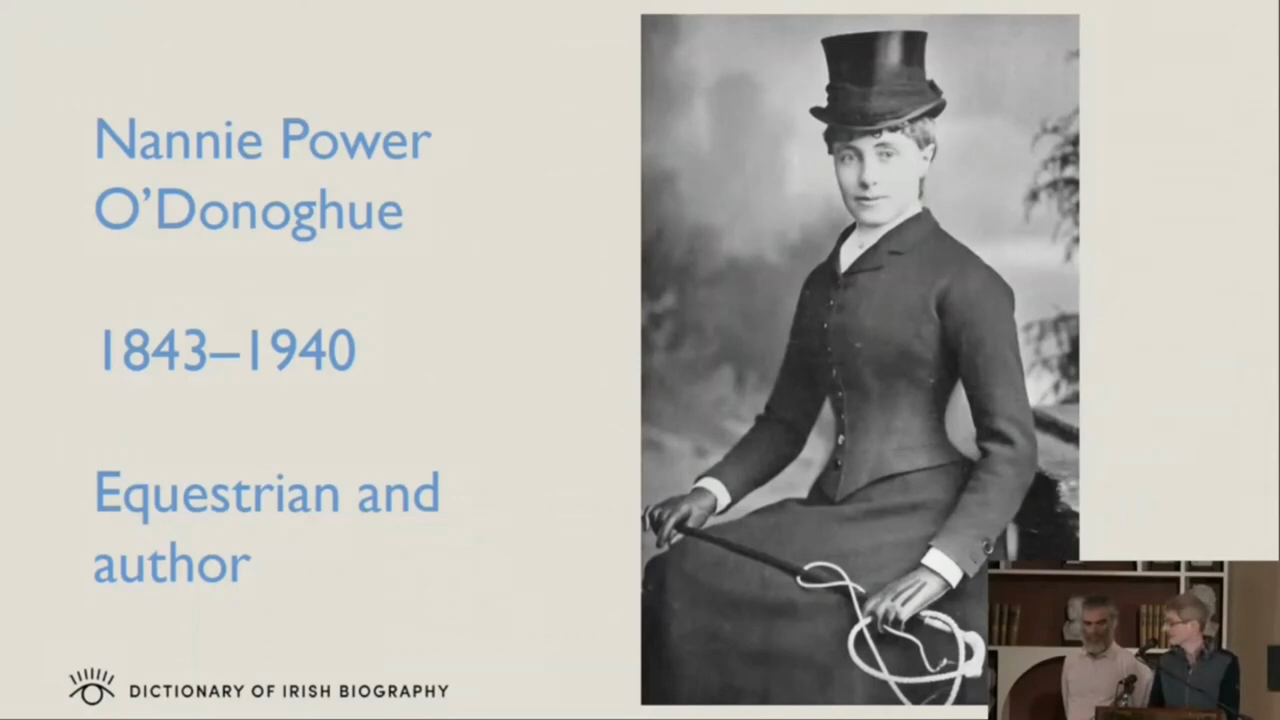 Nannie Power
O’Donoghue
1843–1940
Equestrian and
author
DICTIONARY OF IRISH BIOGRAPHY